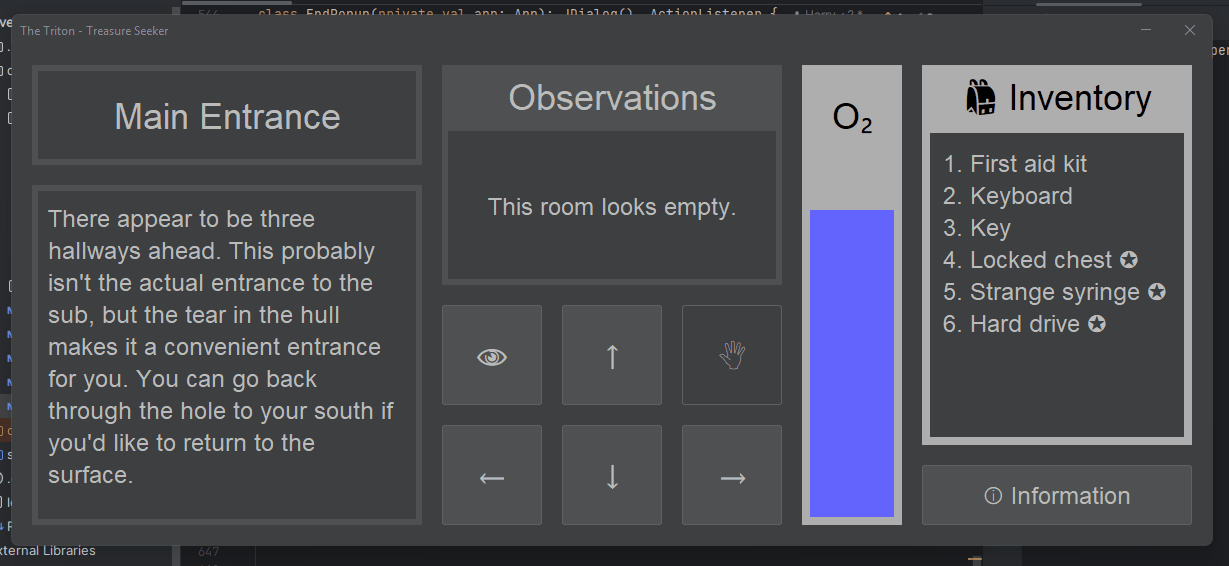 class EndPopup(private val app: App): JDialog(), ActionListener {
The Triton - Treasure Seeker
Main Entrance
There appear to be three
hallways ahead. This probably
isn't the actual entrance to the
sub, but the tear in the hull
makes it a convenient entrance
for you. You can go back
through the hole to your south if
you'd like to return to the
surface.
Observations
This room looks empty.
↑
←
↓
→
O₂
Inventory
1. First aid kit
2. Keyboard
3. Key
4. Locked chest ✪
5. Strange syringe ✪
6. Hard drive ✪
ⓘ Information
ternal Libraries
647